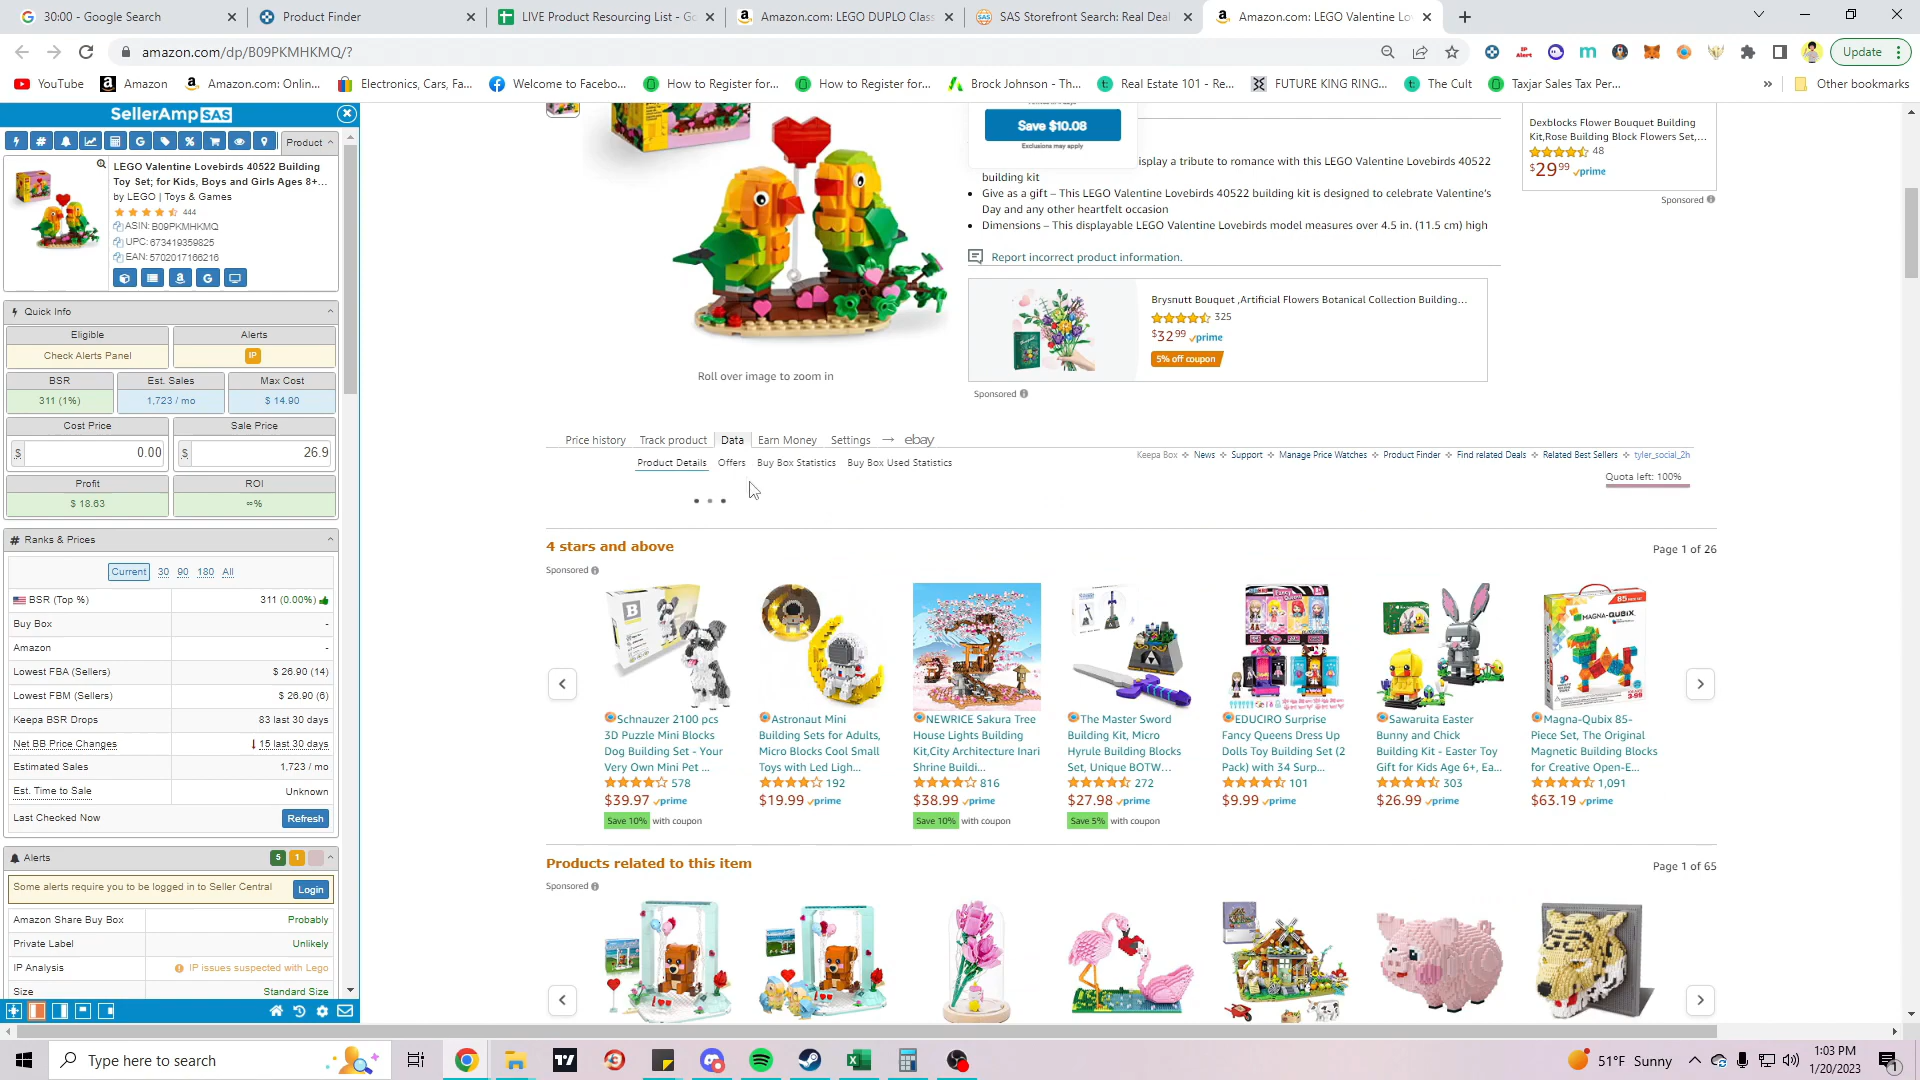 30:00 - Google Search
Product Finder
LIVE Product Resourcing List - Go
Amazon.com: LEGO DUPLO Class
SAS Storefront Search: Real Deal
Amazon.com: LEGO Valentine Lo
amazon.com/dp/B09PKMHKMQ/?
Update
YouTube
Amazon
Amazon.com: Onlin...
Electronics, Cars, Fa...
Welcome to Facebo...
How to Register for...
How to Register for...
Brock Johnson - Th...
Real Estate 101 - Re...
FUTURE KING RING...
The Cult
Taxjar Sales Tax Per...
Other bookmarks
SellerAmp SAS
Product
LEGO Valentine Lovebirds 40522 Building
Toy Set; for Kids, Boys and Girls Ages 8+...
by LEGO | Toys & Games
444
ASIN: B09PKMHKMQ
UPC: 673419359825
EAN: 5702017166216
Quick Info
Eligible
Alerts
Check Alerts Panel
IP
BSR
Est. Sales
Max Cost
311 (1%)
1,723 / mo
$ 14.90
Cost Price
Sale Price
$ 0.00
$ 26.9
Profit
ROI
$ 18.63
∞%
Ranks & Prices
Current 30 90 180 All
BSR (Top %) 311 (0.00%)
Buy Box -
Amazon -
Lowest FBA (Sellers) $ 26.90 (14)
Lowest FBM (Sellers) $ 26.90 (6)
Keepa BSR Drops 83 last 30 days
Net BB Price Changes 15 last 30 days
Estimated Sales 1,723 / mo
Est. Time to Sale Unknown
Last Checked Now Refresh
Alerts 5 1
Some alerts require you to be logged in to Seller Central Login
Amazon Share Buy Box Probably
Private Label Unlikely
IP Analysis IP issues suspected with Lego
Size Standard Size
Save $10.08
Exclusions may apply
isplay a tribute to romance with this LEGO Valentine Lovebirds 40522
building kit
• Give as a gift – This LEGO Valentine Lovebirds 40522 building kit is designed to celebrate Valentine's
Day and any other heartfelt occasion
• Dimensions – This displayable LEGO Valentine Lovebirds model measures over 4.5 in. (11.5 cm) high
Report incorrect product information.
Roll over image to zoom in
Brysnutt Bouquet ,Artificial Flowers Botanical Collection Building...
325
$32 99 prime
5% off coupon
Sponsored
Dexblocks Flower Bouquet Building
Kit,Rose Building Block Flowers Set,...
48
$29 99 prime
Sponsored
Price history Track product Data Earn Money Settings → ebay
Product Details Offers Buy Box Statistics Buy Box Used Statistics
Keepa Box News Support Manage Price Watches Product Finder Find related Deals Related Best Sellers tyler_social_2h
Quota left: 100%
4 stars and above
Page 1 of 26
Sponsored
B
Schnauzer 2100 pcs
3D Puzzle Mini Blocks
Dog Building Set - Your
Very Own Mini Pet ...
578
$39.97 prime
Save 10% with coupon
Astronaut Mini
Building Sets for Adults,
Micro Blocks Cool Small
Toys with Led Ligh...
192
$19.99 prime
NEWRICE Sakura Tree
House Lights Building
Kit,City Architecture Inari
Shrine Buildi...
816
$38.99 prime
Save 10% with coupon
The Master Sword
Building Kit, Micro
Hyrule Building Blocks
Set, Unique BOTW...
272
$27.98 prime
Save 5% with coupon
EDUCIRO Surprise
Fancy Queens Dress Up
Dolls Toy Building Set (2
Pack) with 34 Surp...
101
$9.99 prime
Sawaruita Easter
Bunny and Chick
Building Kit - Easter Toy
Gift for Kids Age 6+, Ea...
303
$26.99 prime
MAGNA-QUBIX
Magna-Qubix 85-
Piece Set, The Original
Magnetic Building Blocks
for Creative Open-E...
1,091
$63.19 prime
Products related to this item
Page 1 of 65
Sponsored
Type here to search
51°F Sunny
1:03 PM
1/20/2023
1